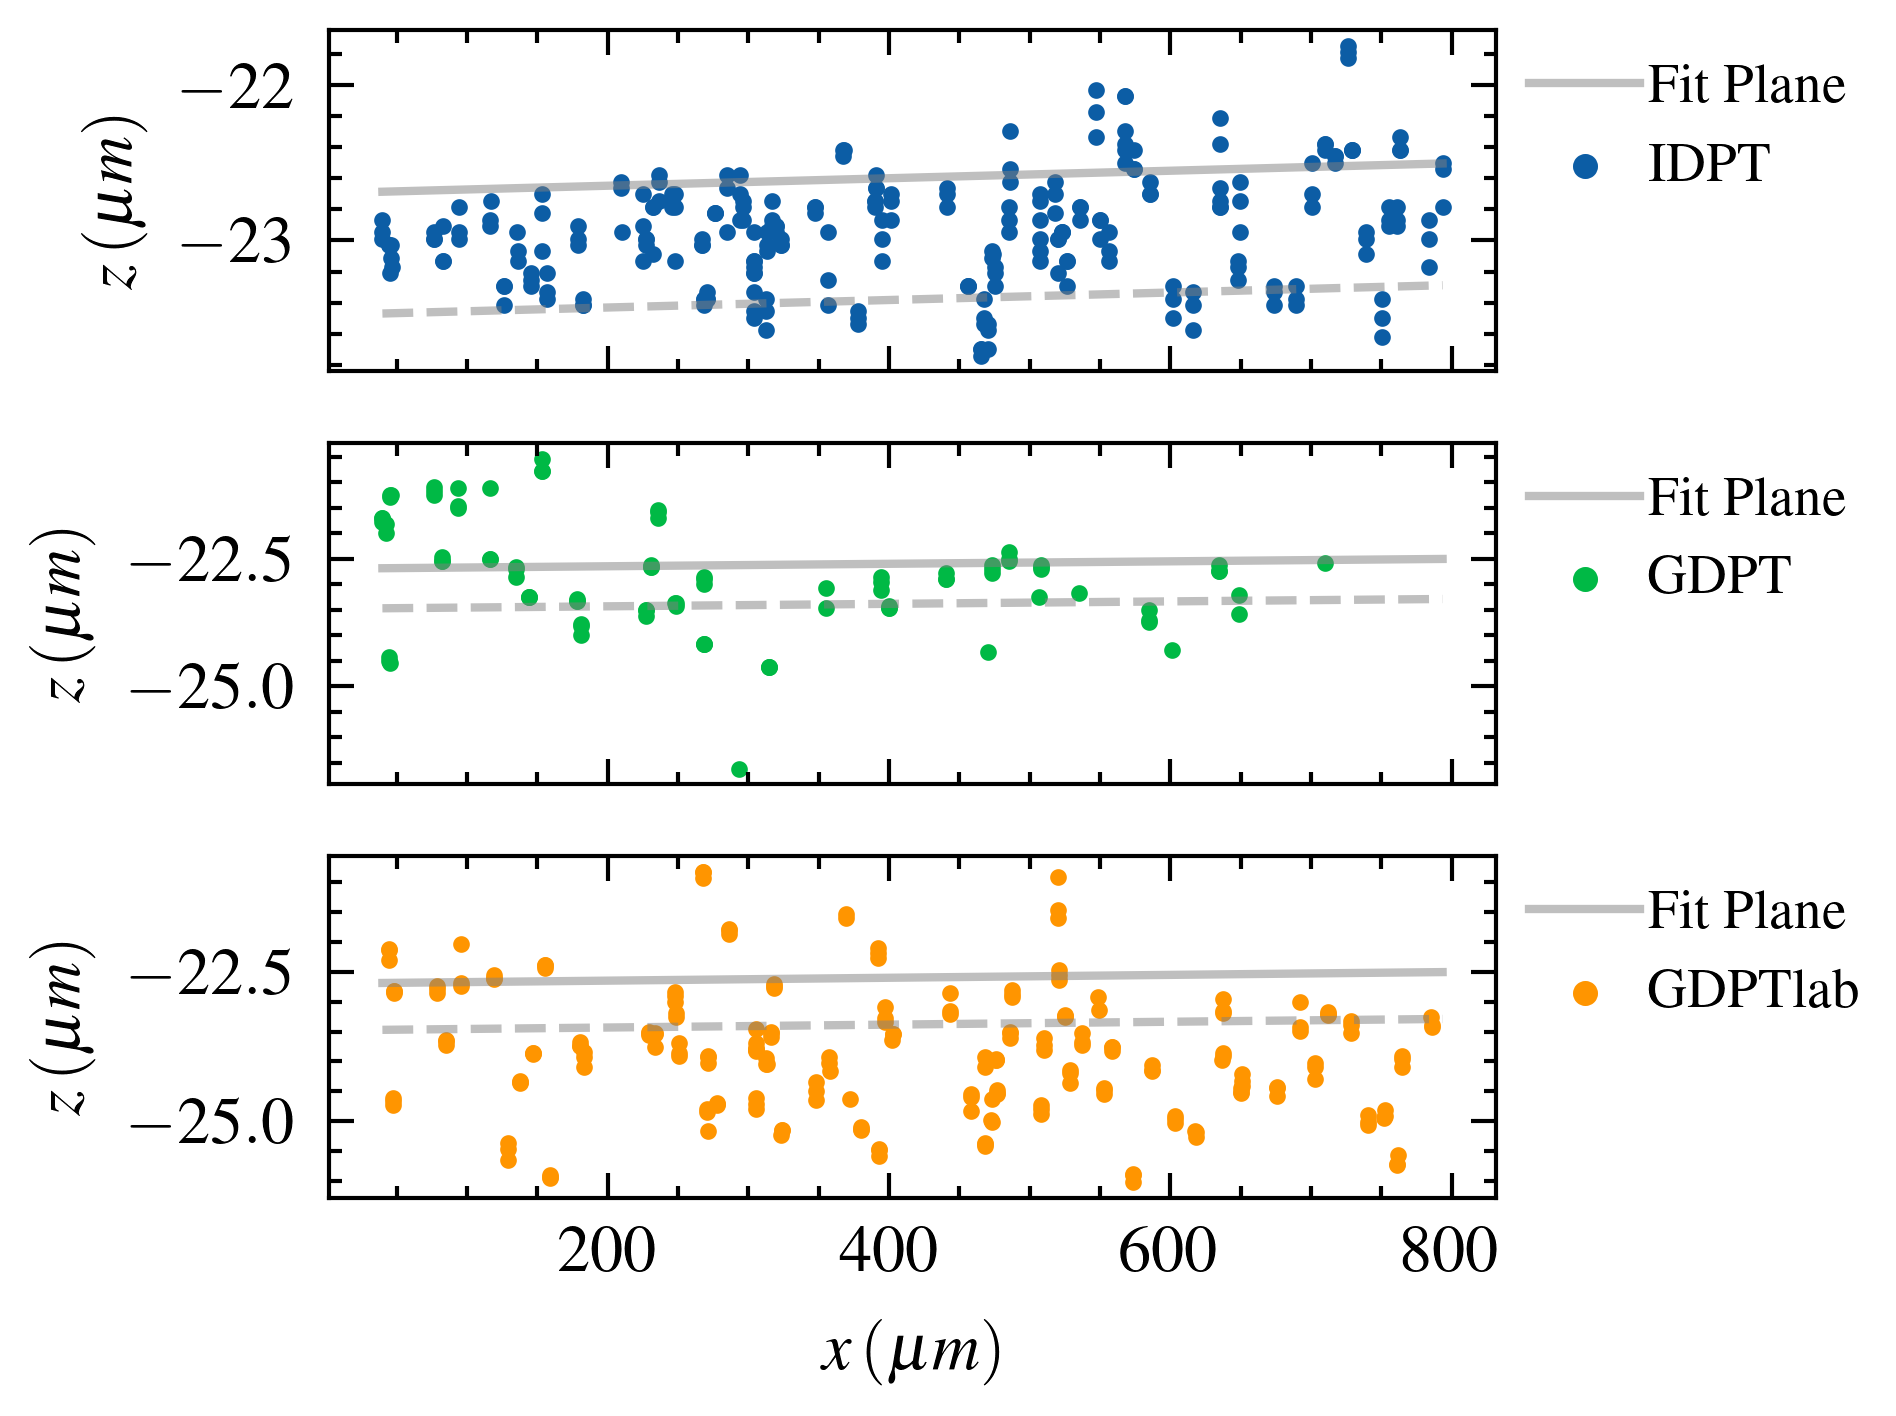 −22
−23
z (μm)
Fit Plane
IDPT
−22.5
−25.0
z (μm)
Fit Plane
GDPT
−22.5
−25.0
z (μm)
Fit Plane
GDPTlab
200 400 600 800
x (μm)